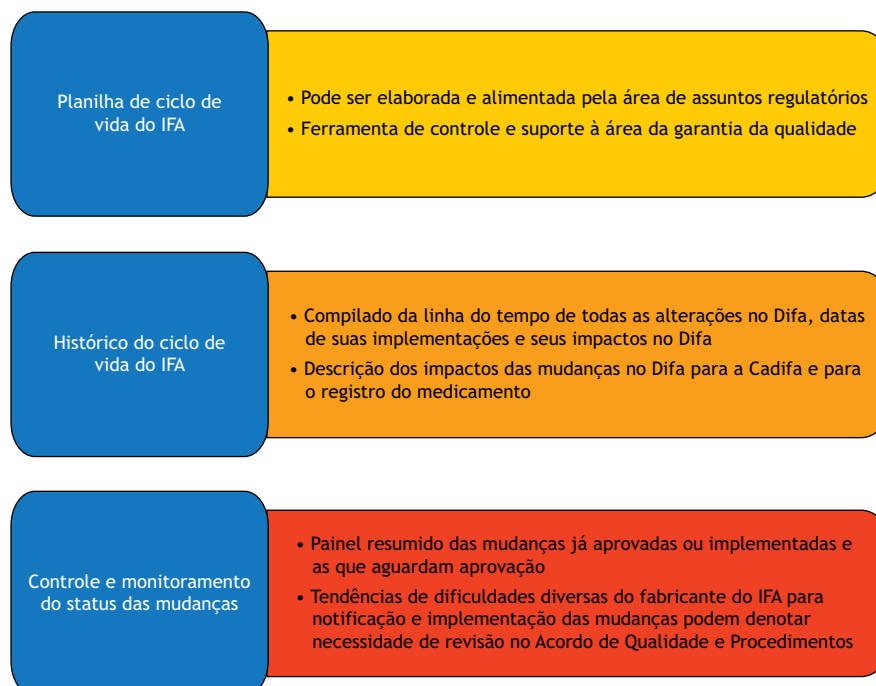 Planilha de ciclo de
vida do IFA
• Pode ser elaborada e alimentada pela área de assuntos regulatórios
• Ferramenta de controle e suporte à área da garantia da qualidade
Histórico do ciclo de
vida do IFA
• Compilado da linha do tempo de todas as alterações no Difa, datas
de suas implementações e seus impactos no Difa
• Descrição dos impactos das mudanças no Difa para a Cadifa e para
o registro do medicamento
Controle e monitoramento
do status das mudanças
• Painel resumido das mudanças já aprovadas ou implementadas e
as que aguardam aprovação
• Tendências de dificuldades diversas do fabricante do IFA para
notificação e implementação das mudanças podem denotar
necessidade de revisão no Acordo de Qualidade e Procedimentos